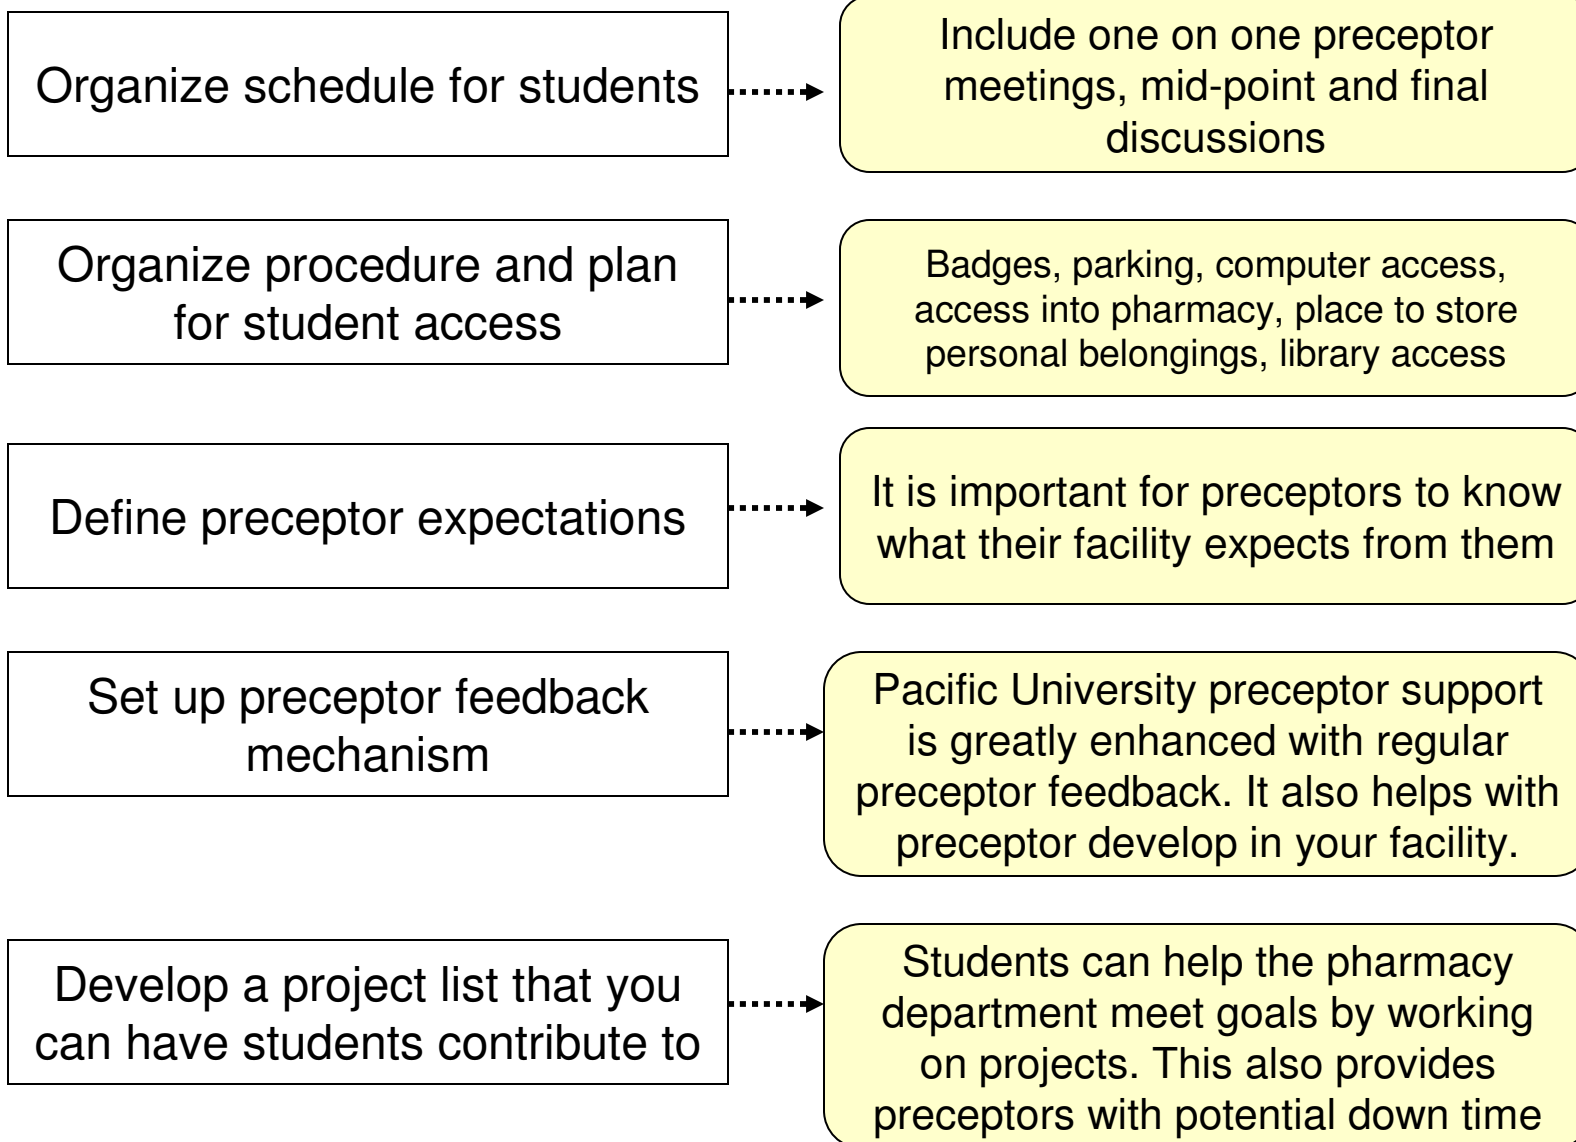 Organize schedule for students
Include one on one preceptor
meetings, mid-point and final
discussions
Organize procedure and plan
for student access
Badges, parking, computer access,
access into pharmacy, place to store
personal belongings, library access
Define preceptor expectations
It is important for preceptors to know
what their facility expects from them
Set up preceptor feedback
mechanism
Pacific University preceptor support
is greatly enhanced with regular
preceptor feedback. It also helps with
preceptor develop in your facility.
Develop a project list that you
can have students contribute to
Students can help the pharmacy
department meet goals by working
on projects. This also provides
preceptors with potential down time